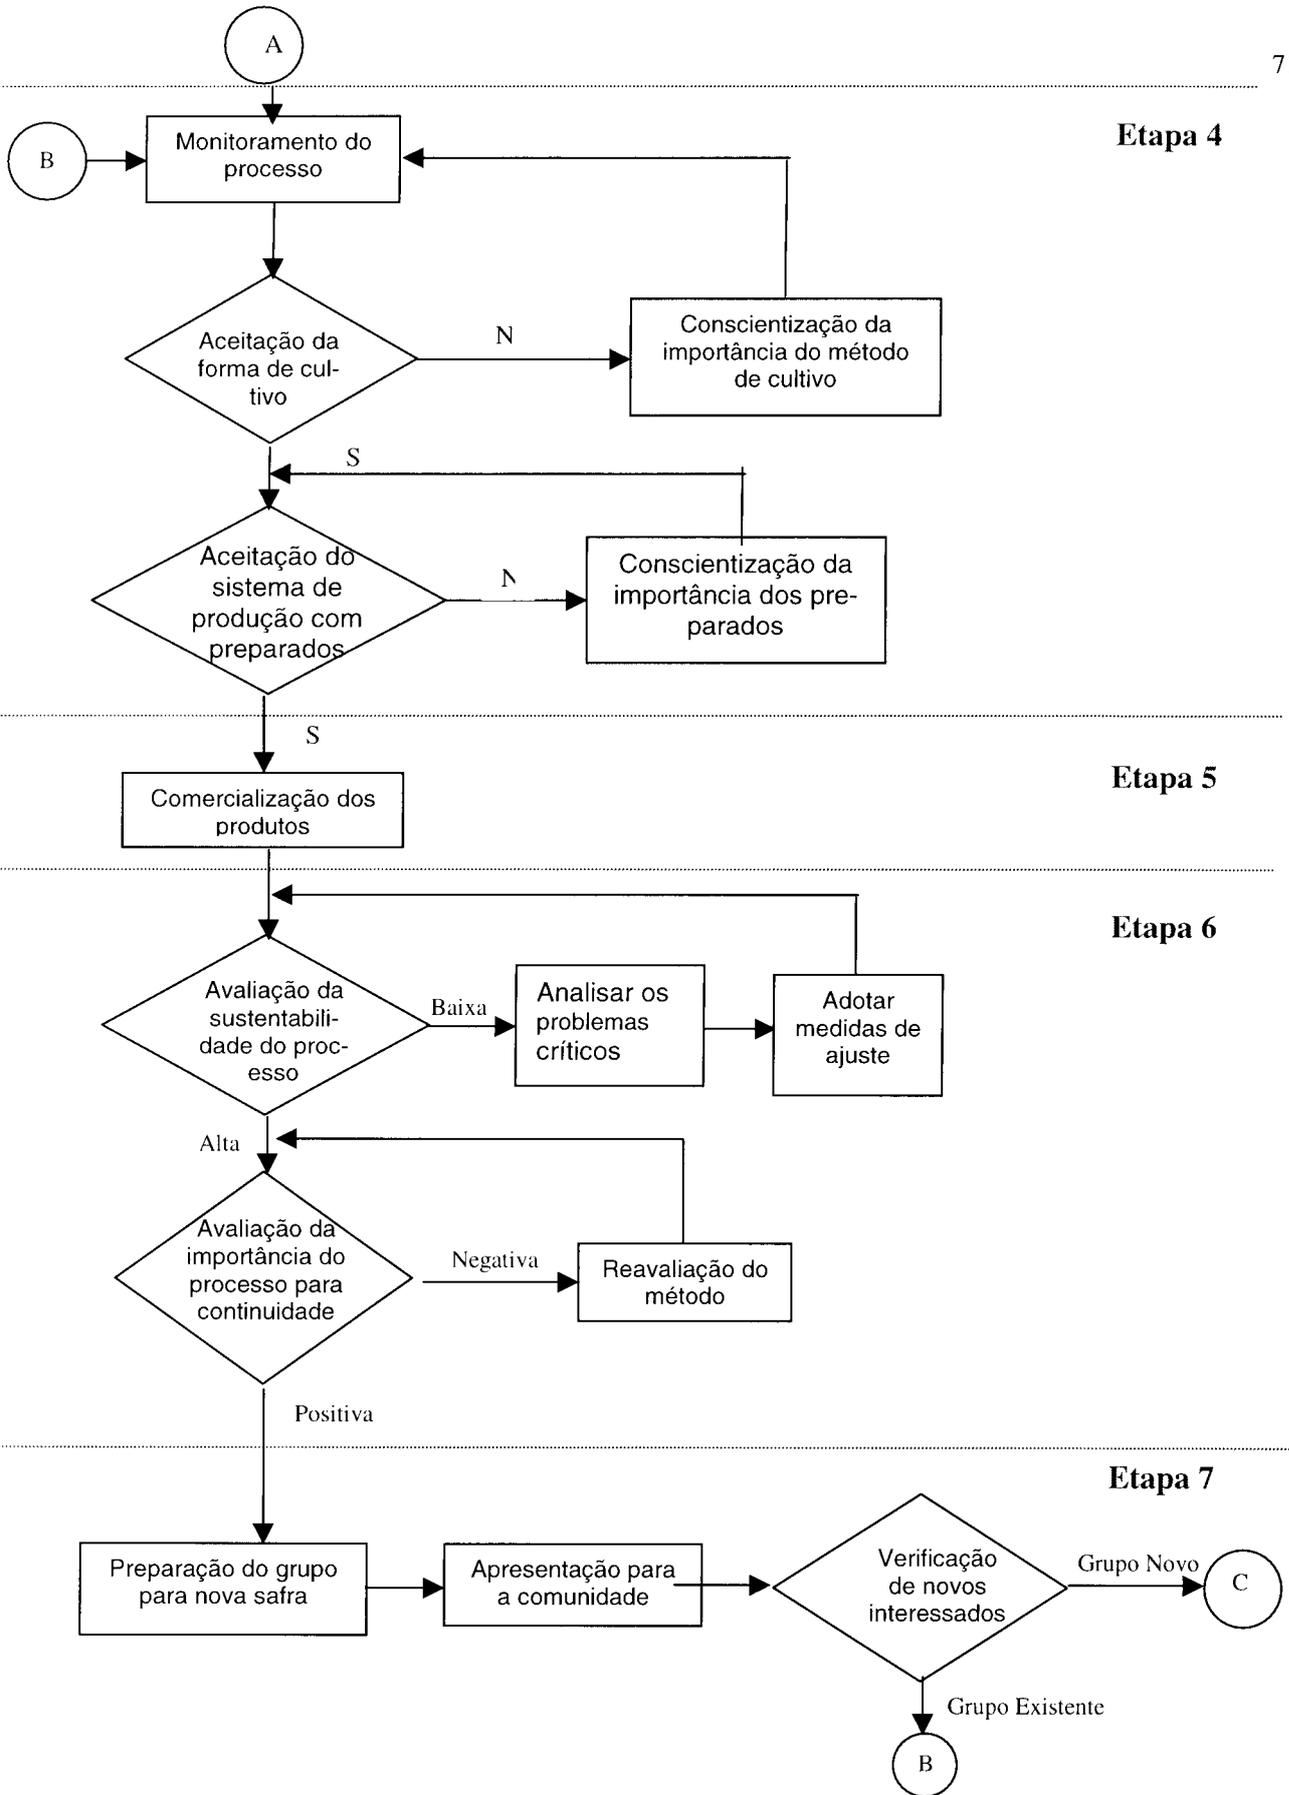 A
7
Etapa 4
B
Monitoramento do
processo
Aceitação da
forma de cul-
tivo
N
Conscientização da
importância do método
de cultivo
S
Aceitação do
sistema de
produção com
preparados
N
Conscientização da
importância dos pre-
parados
S
Etapa 5
Comercialização dos
produtos
Etapa 6
Avaliação da
sustentabili-
dade do proc-
esso
Baixa
Analisar os
problemas
críticos
Adotar
medidas de
ajuste
Alta
Avaliação da
importância do
processo para
continuidade
Negativa
Reavaliação do
método
Positiva
Etapa 7
Preparação do grupo
para nova safra
Apresentação para
a comunidade
Verificação
de novos
interessados
Grupo Novo
C
Grupo Existente
B